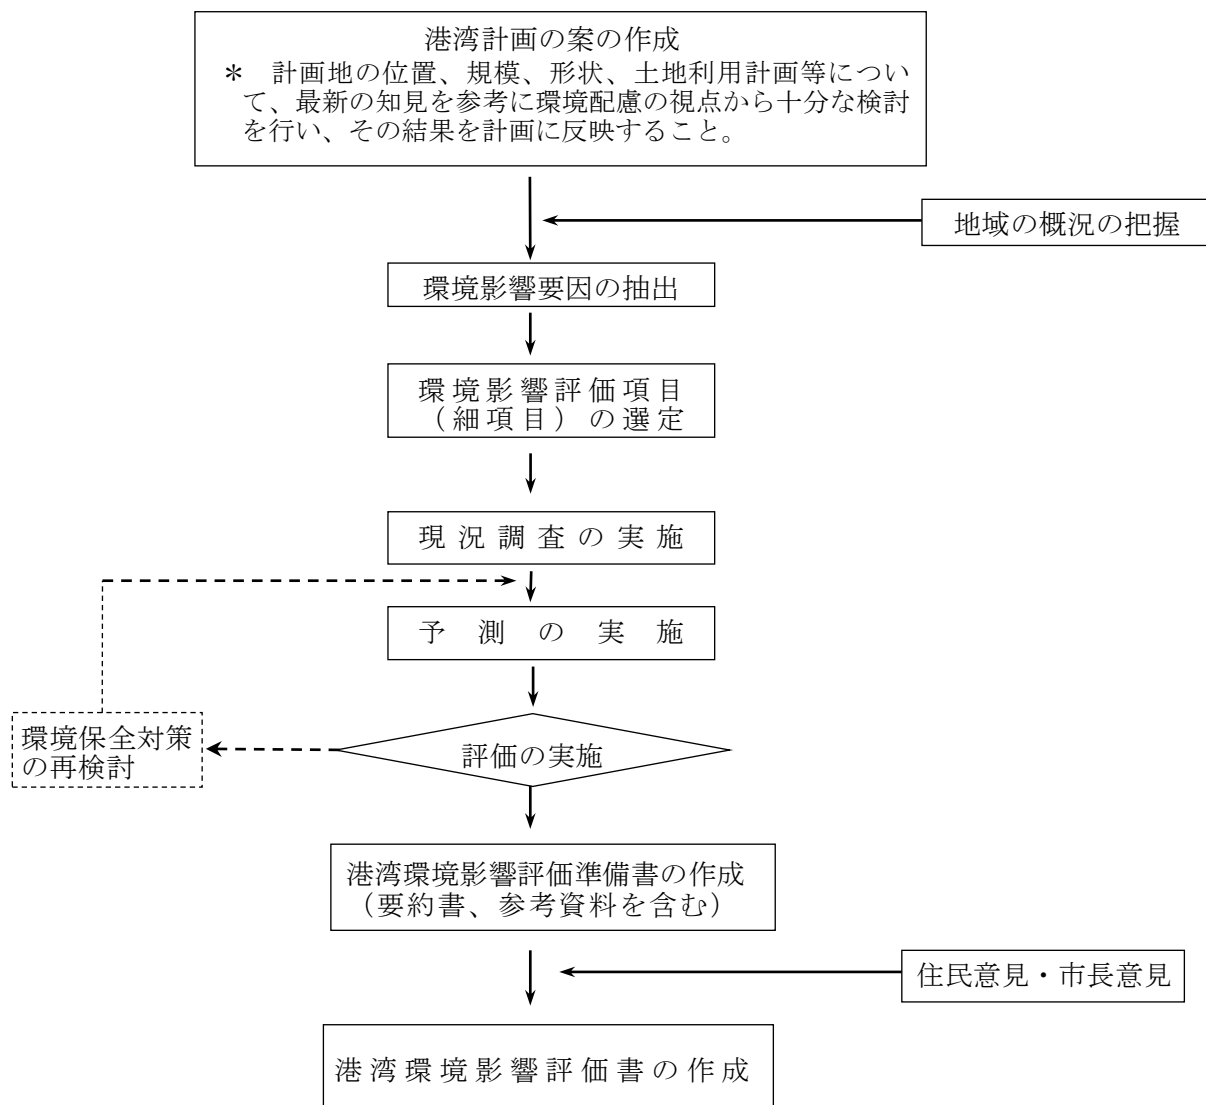 港湾計画の案の作成
＊　計画地の位置、規模、形状、土地利用計画等につい
て、最新の知見を参考に環境配慮の視点から十分な検討
を行い、その結果を計画に反映すること。
地域の概況の把握
環境影響要因の抽出
環境影響評価項目
（細項目）の選定
現況調査の実施
予測の実施
環境保全対策
の再検討
評価の実施
港湾環境影響評価準備書の作成
（要約書、参考資料を含む）
住民意見・市長意見
港湾環境影響評価書の作成